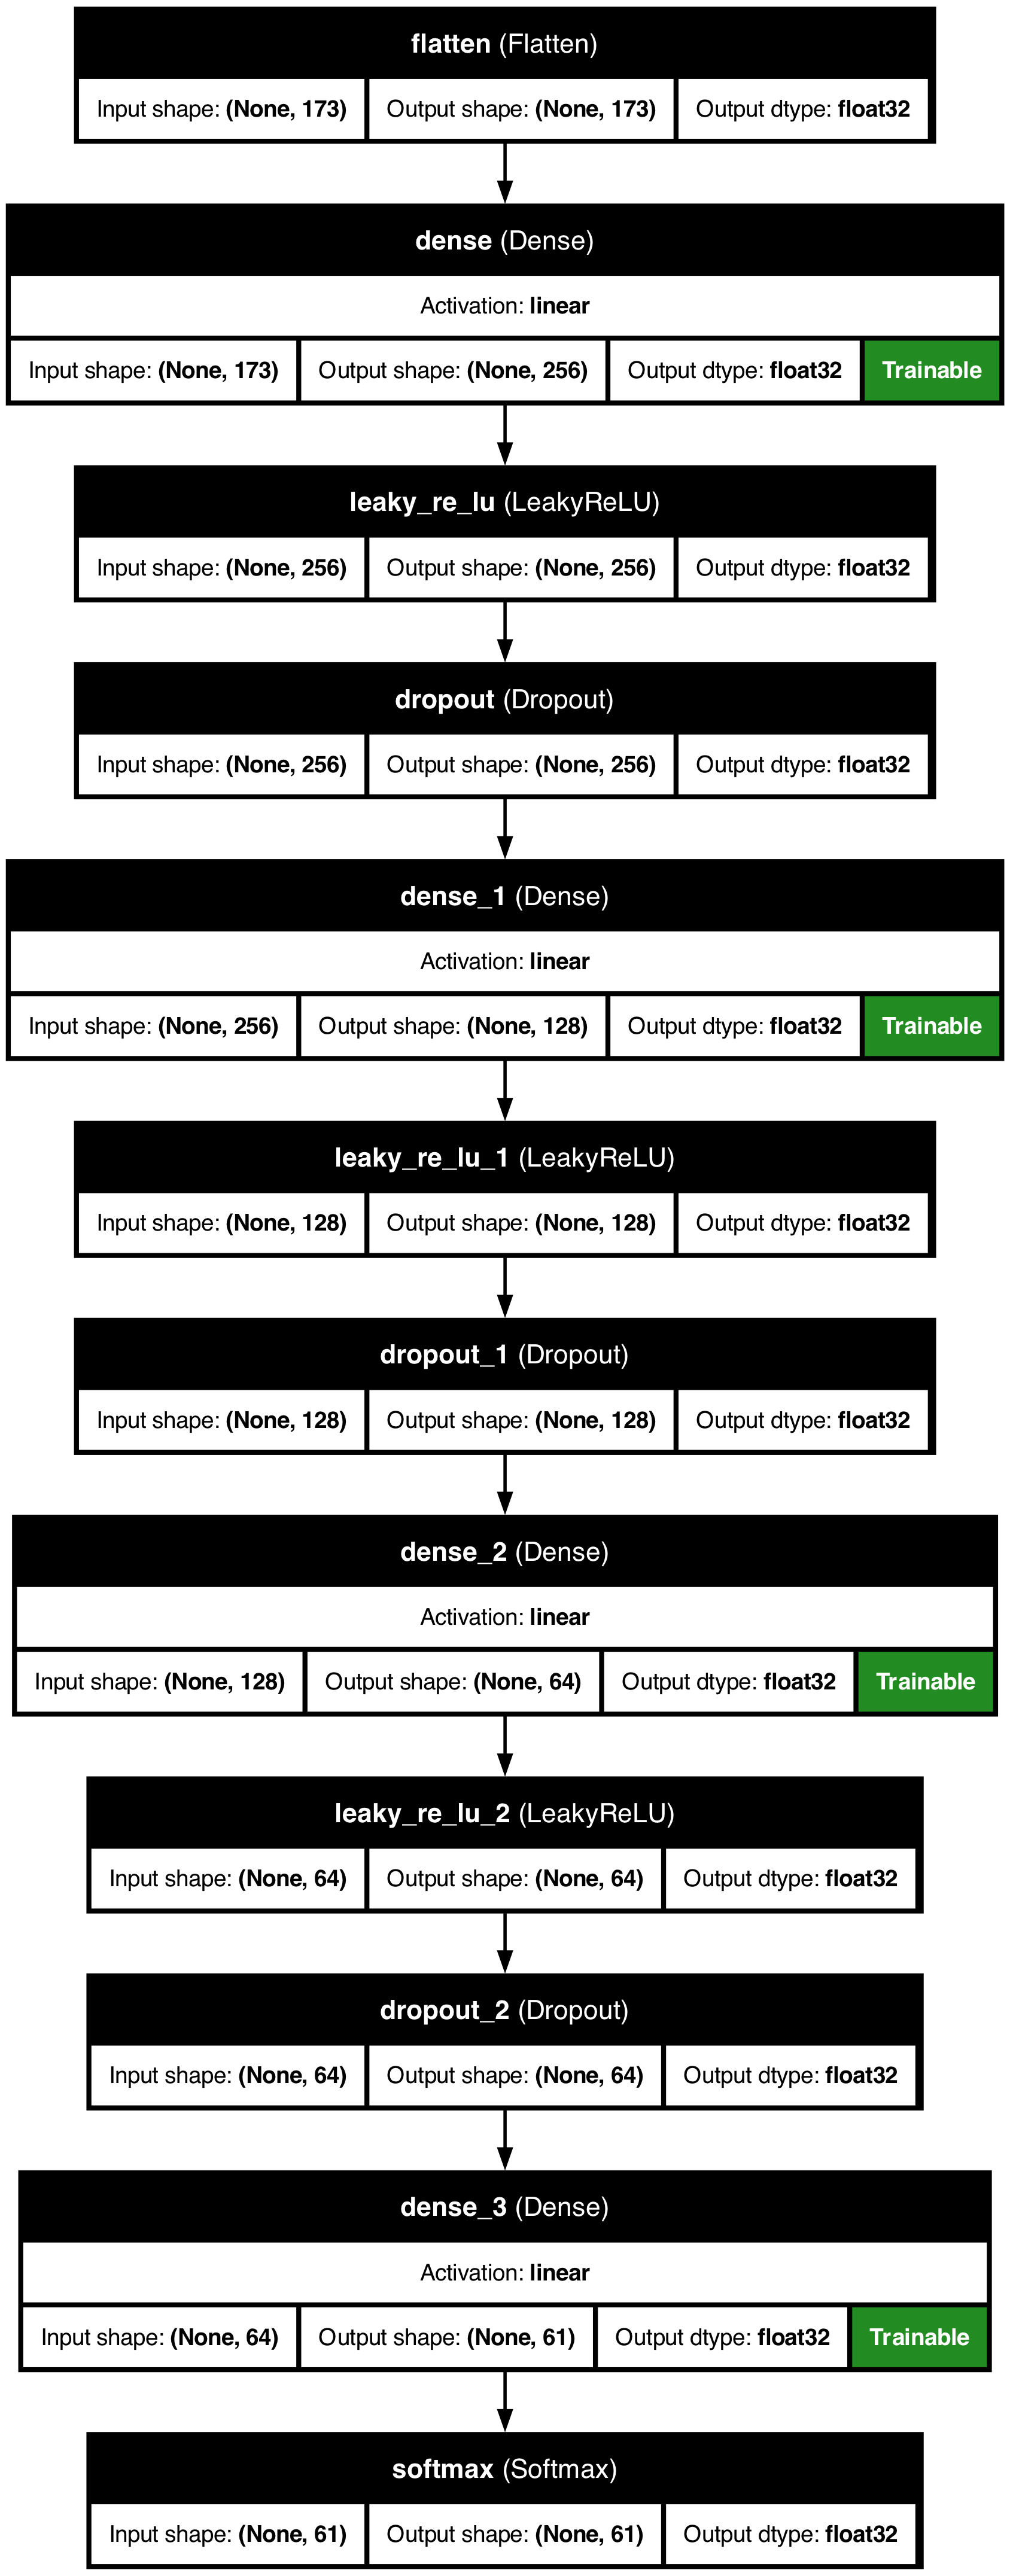 flatten (Flatten)
Input shape: (None, 173) Output shape: (None, 173) Output dtype: float32
dense (Dense)
Activation: linear
Input shape: (None, 173) Output shape: (None, 256) Output dtype: float32 Trainable
leaky_re_lu (LeakyReLU)
Input shape: (None, 256) Output shape: (None, 256) Output dtype: float32
dropout (Dropout)
Input shape: (None, 256) Output shape: (None, 256) Output dtype: float32
dense_1 (Dense)
Activation: linear
Input shape: (None, 256) Output shape: (None, 128) Output dtype: float32 Trainable
leaky_re_lu_1 (LeakyReLU)
Input shape: (None, 128) Output shape: (None, 128) Output dtype: float32
dropout_1 (Dropout)
Input shape: (None, 128) Output shape: (None, 128) Output dtype: float32
dense_2 (Dense)
Activation: linear
Input shape: (None, 128) Output shape: (None, 64) Output dtype: float32 Trainable
leaky_re_lu_2 (LeakyReLU)
Input shape: (None, 64) Output shape: (None, 64) Output dtype: float32
dropout_2 (Dropout)
Input shape: (None, 64) Output shape: (None, 64) Output dtype: float32
dense_3 (Dense)
Activation: linear
Input shape: (None, 64) Output shape: (None, 61) Output dtype: float32 Trainable
softmax (Softmax)
Input shape: (None, 61) Output shape: (None, 61) Output dtype: float32